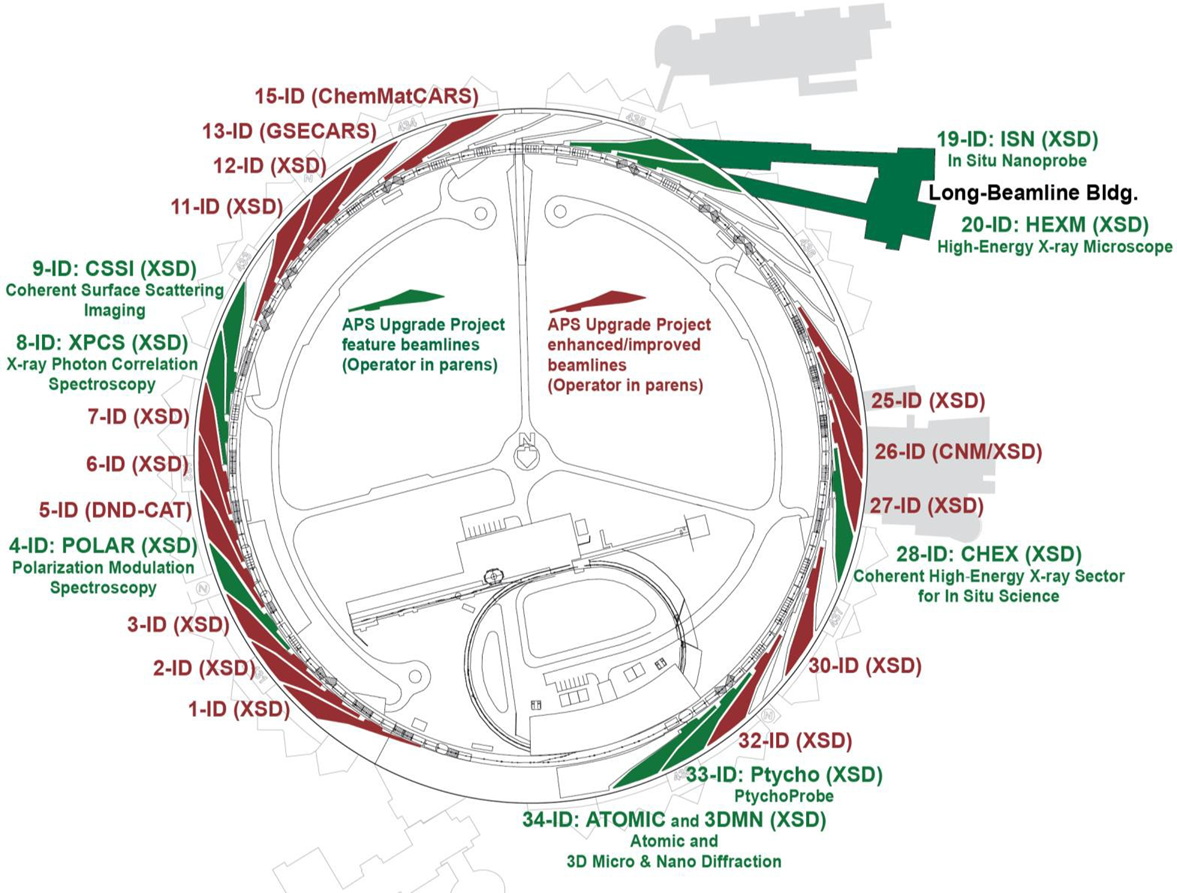 15-ID (ChemMatCARS)
13-ID (GSECARS)
12-ID (XSD)
11-ID (XSD)
434
435
433
436
431
431
19-ID: ISN (XSD)
In Situ Nanoprobe
Long-Beamline Bldg.
20-ID: HEXM (XSD)
High-Energy X-ray Microscope
9-ID: CSSI (XSD)
Coherent Surface Scattering
Imaging
8-ID: XPCS (XSD)
X-ray Photon Correlation
Spectroscopy
7-ID (XSD)
6-ID (XSD)
5-ID (DND-CAT)
4-ID: POLAR (XSD)
Polarization Modulation
Spectroscopy
3-ID (XSD)
2-ID (XSD)
1-ID (XSD)
APS Upgrade Project
feature beamlines
(Operator in parens)
APS Upgrade Project
enhanced/improved
beamlines
(Operator in parens)
N
25-ID (XSD)
26-ID (CNM/XSD)
27-ID (XSD)
28-ID: CHEX (XSD)
Coherent High-Energy X-ray Sector
for In Situ Science
30-ID (XSD)
32-ID (XSD)
33-ID: Ptycho (XSD)
PtychoProbe
34-ID: ATOMIC and 3DMN (XSD)
Atomic and
3D Micro & Nano Diffraction